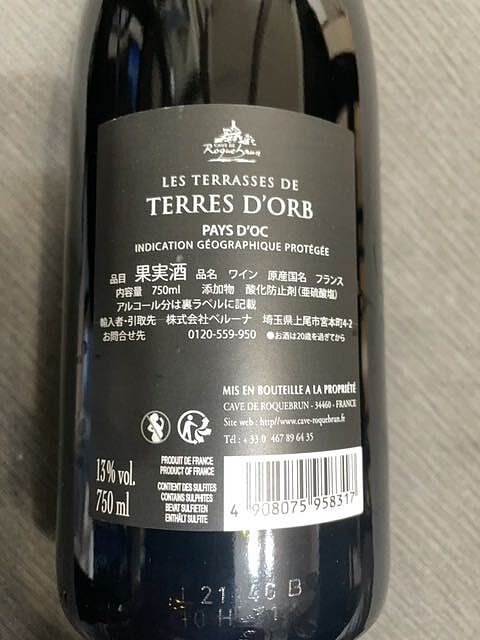 CAVE DE
Roquebrun
LES TERRASSES DE
TERRES D'ORB
PAYS D'OC
INDICATION GÉOGRAPHIQUE PROTÉGÉE
品目 果実酒 品名 ワイン 原産国名 フランス
内容量 750ml 添加物 酸化防止剤(亜硫酸塩)
アルコール分は裏ラベルに記載
輸入者・引取先 株式会社ベルーナ 埼玉県上尾市宮本町4-2
お問合せ先 0120-559-950 ●お酒は20歳を過ぎてから
MIS EN BOUTEILLE A LA PROPRIÉTÉ
CAVE DE ROQUEBRUN - 34460 - FRANCE
Site web : http//www.cave-roquebrun.fr
Tél : + 33 0 467 89 64 35
13% vol.
750 ml
PRODUIT DE FRANCE
PRODUCT OF FRANCE
CONTIENT DES SULFITES
CONTAINS SULPHITES
BEVAT SULFIETEN
ENTHÄLT SULFITE
4 908075 958317